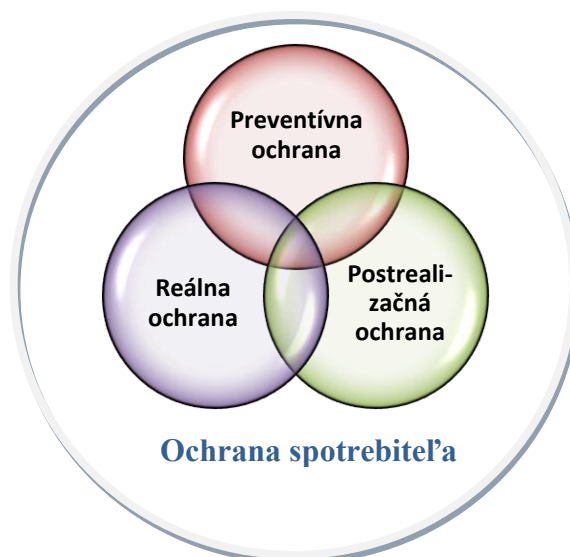 Preventívna
ochrana
Reálna
ochrana
Postreali-
začná
ochrana
Ochrana spotrebiteľa